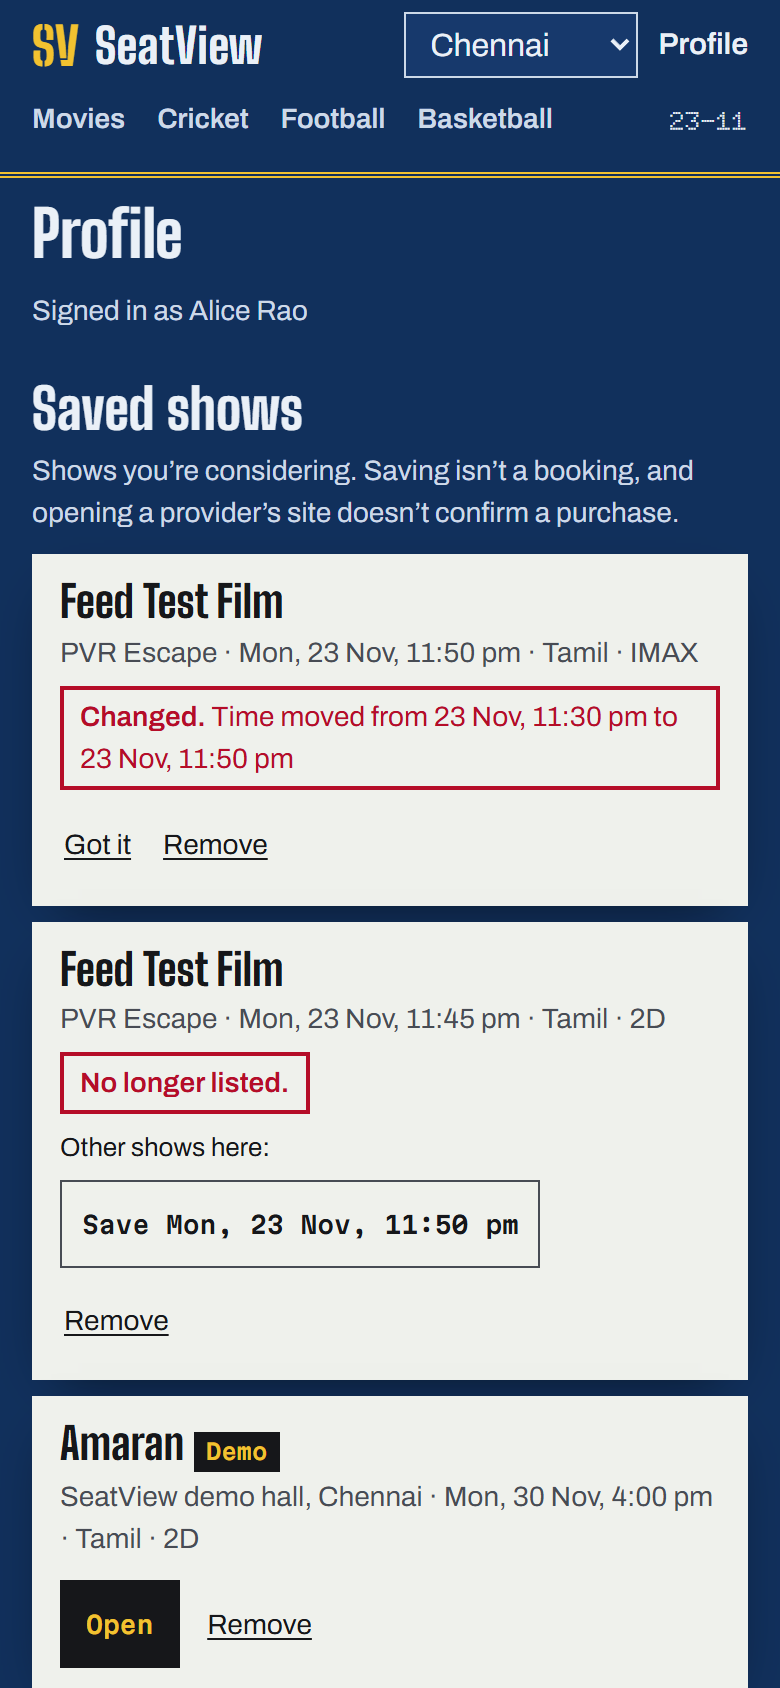 SV SeatView
Chennai
Profile
Movies Cricket Football Basketball
23–11
Profile
Signed in as Alice Rao
Saved shows
Shows you’re considering. Saving isn’t a booking, and
opening a provider’s site doesn’t confirm a purchase.
Feed Test Film
PVR Escape · Mon, 23 Nov, 11:50 pm · Tamil · IMAX
Changed. Time moved from 23 Nov, 11:30 pm to
23 Nov, 11:50 pm
Got it Remove
Feed Test Film
PVR Escape · Mon, 23 Nov, 11:45 pm · Tamil · 2D
No longer listed.
Other shows here:
Save Mon, 23 Nov, 11:50 pm
Remove
Amaran Demo
SeatView demo hall, Chennai · Mon, 30 Nov, 4:00 pm
· Tamil · 2D
Open Remove